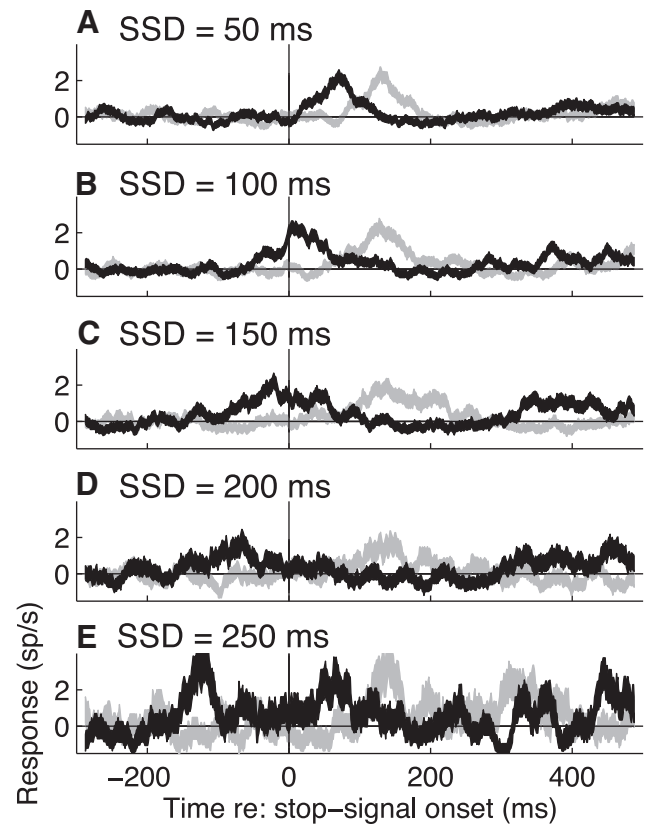 A SSD = 50 ms
2
0
B SSD = 100 ms
2
0
C SSD = 150 ms
2
0
D SSD = 200 ms
2
0
E SSD = 250 ms
2
0
Response (sp/s)
−200 0 200 400
Time re: stop−signal onset (ms)